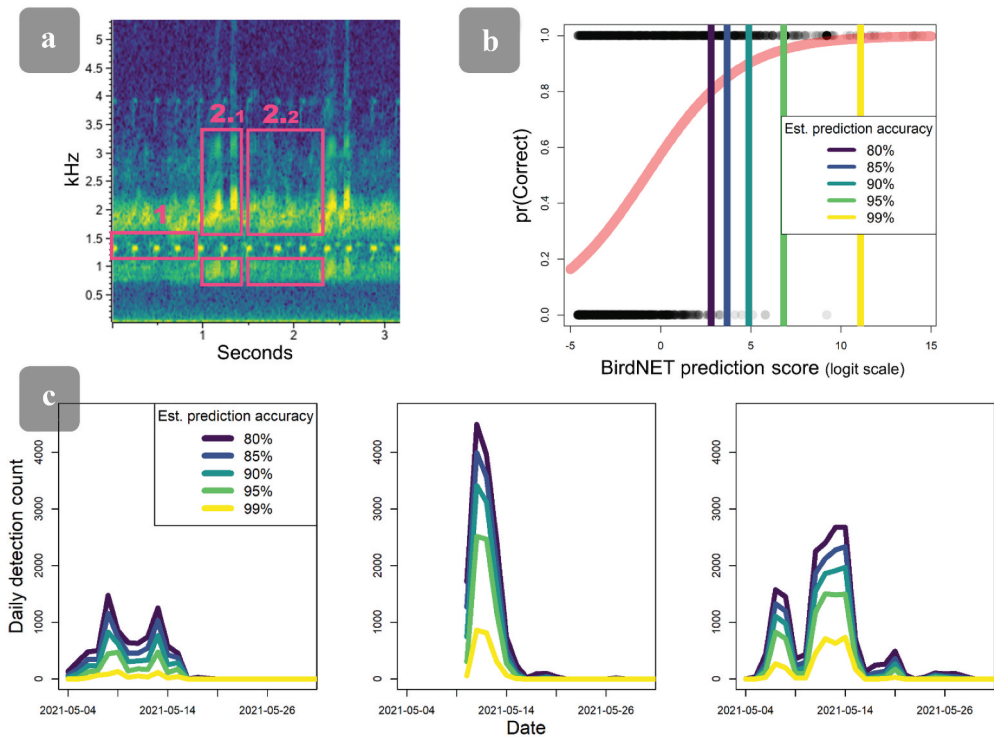 a
5
4.5
4
3.5
3
2.5
2
1.5
1
0.5
kHz
2.1 2.2
1
1 2 3
Seconds
b
1.0
0.8
0.6
0.4
0.2
0.0
pr(Correct)
Est. prediction accuracy
80%
85%
90%
95%
99%
-5 0 5 10 15
BirdNET prediction score (logit scale)
c
Est. prediction accuracy
80%
85%
90%
95%
99%
Daily detection count
4000
3000
2000
1000
0
2021-05-04 2021-05-14 2021-05-26
4000
3000
2000
1000
0
2021-05-04 2021-05-14 2021-05-26
4000
3000
2000
1000
0
2021-05-04 2021-05-14 2021-05-26
Date